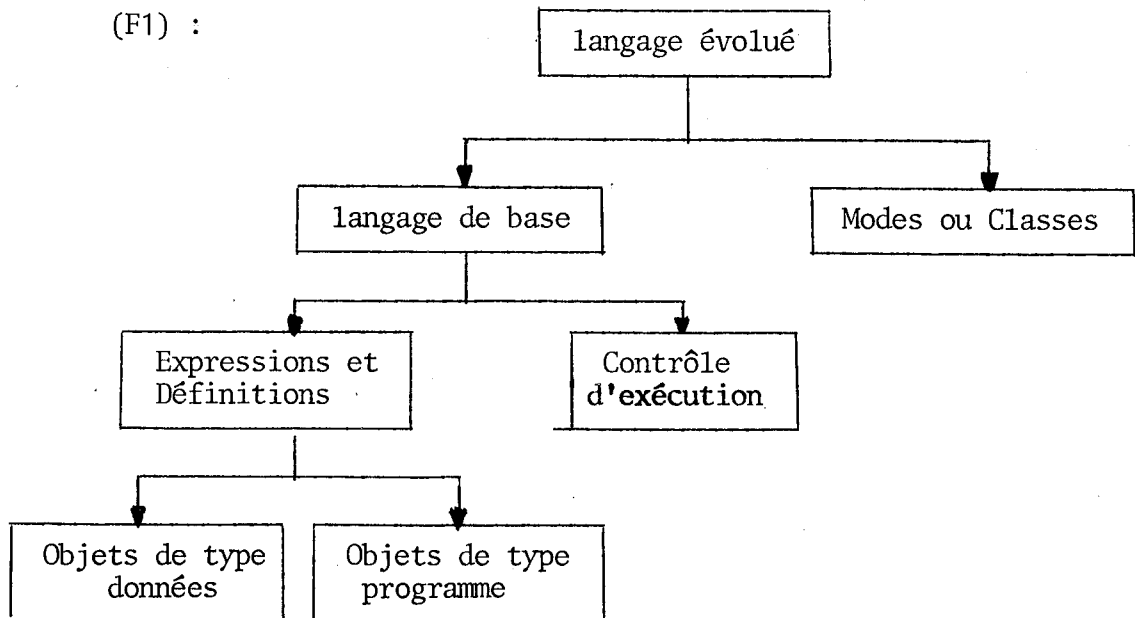 (F1) :
langage évolué
langage de base
Modes ou Classes
Expressions et
Définitions
Contrôle
d'exécution
Objets de type
données
Objets de type
programme